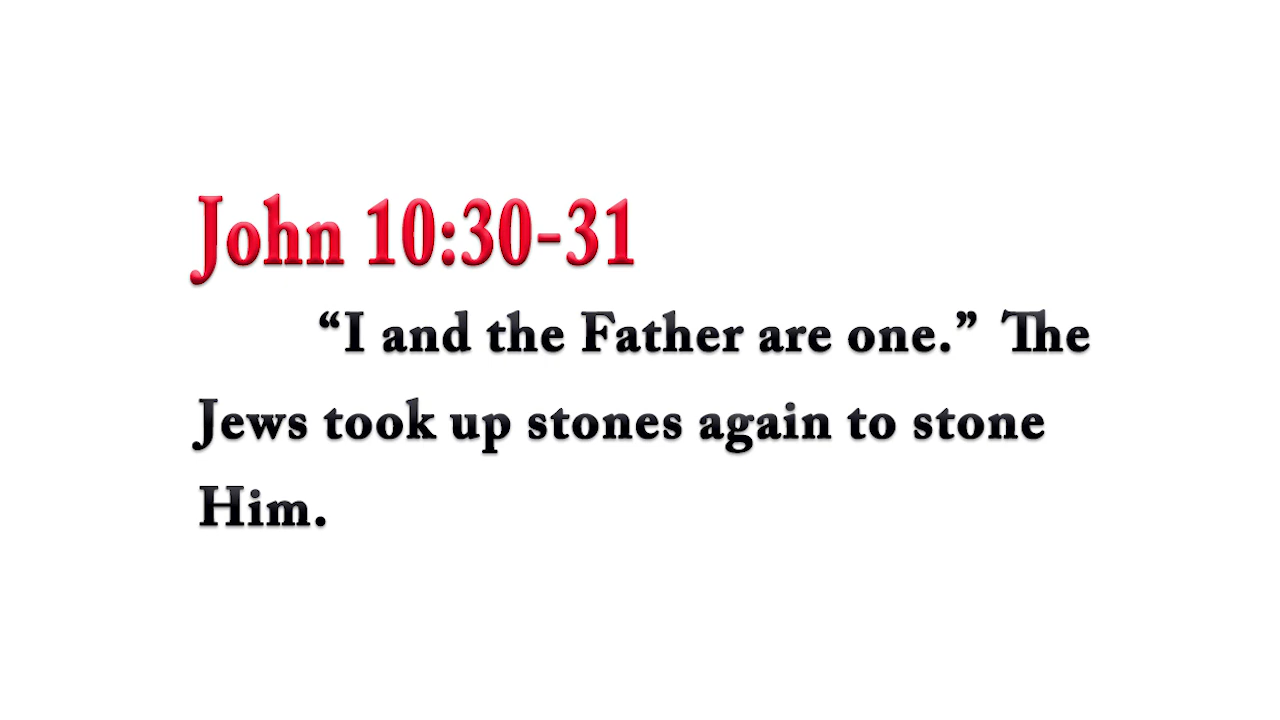 John 10:30-31
“I and the Father are one.” The
Jews took up stones again to stone
Him.